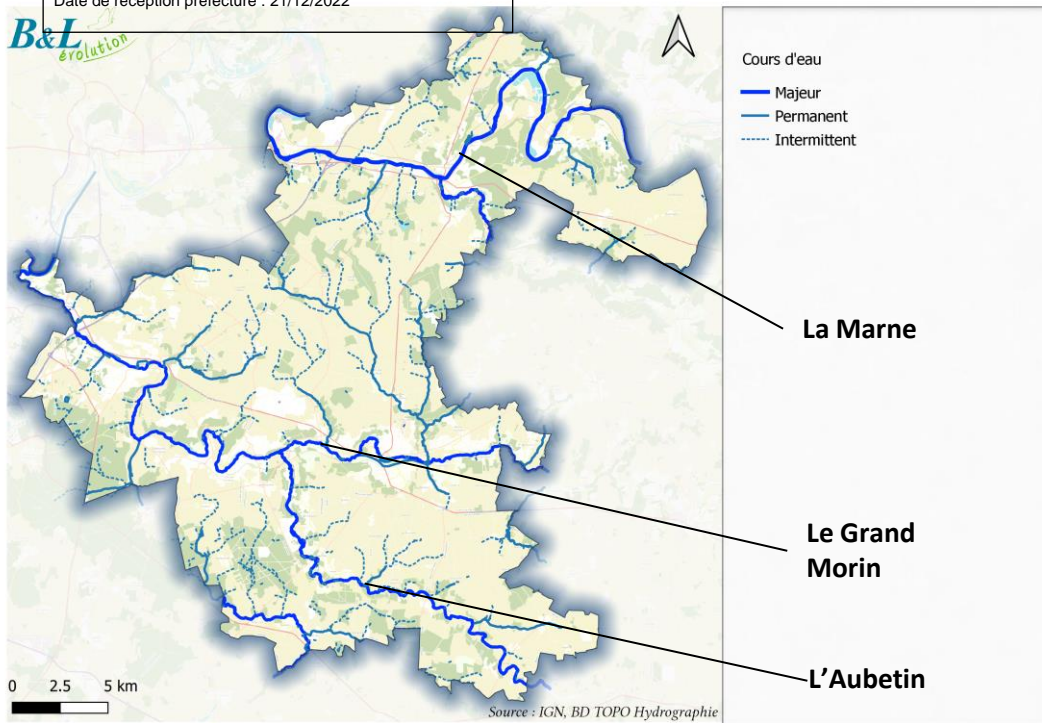 Date de réception préfecture : 21/12/2022
B&L
évolution
Cours d'eau
Majeur
Permanent
Intermittent
La Marne
Le Grand
Morin
L'Aubetin
0 2.5 5 km
Source : IGN, BD TOPO Hydrographie